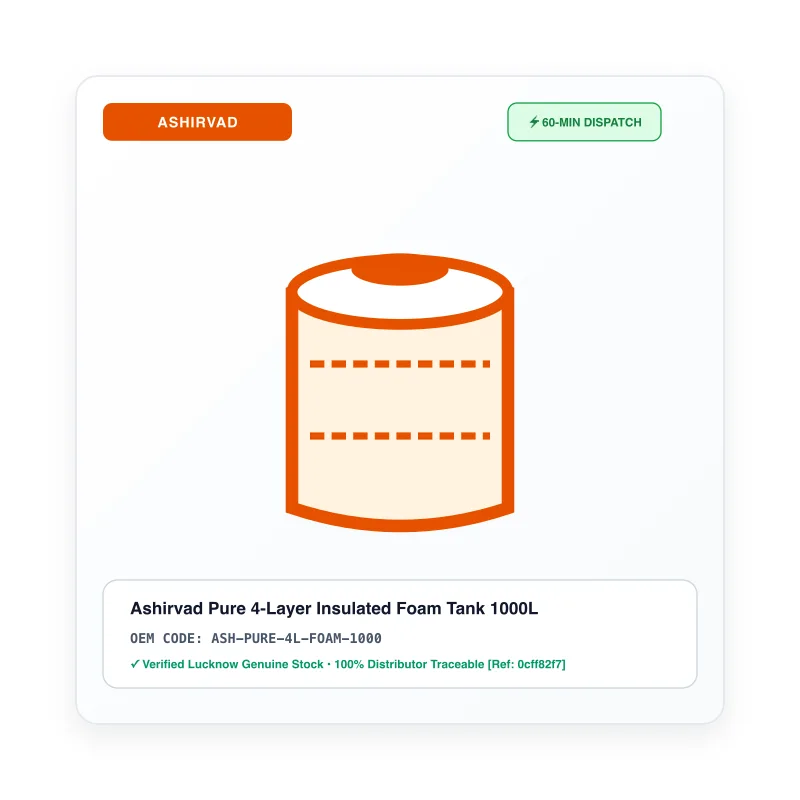 ASHIRVAD
⚡ 60-MIN DISPATCH
Ashirvad Pure 4-Layer Insulated Foam Tank 1000L
OEM CODE: ASH-PURE-4L-FOAM-1000
✓ Verified Lucknow Genuine Stock • 100% Distributor Traceable [Ref: 0cff82f7]